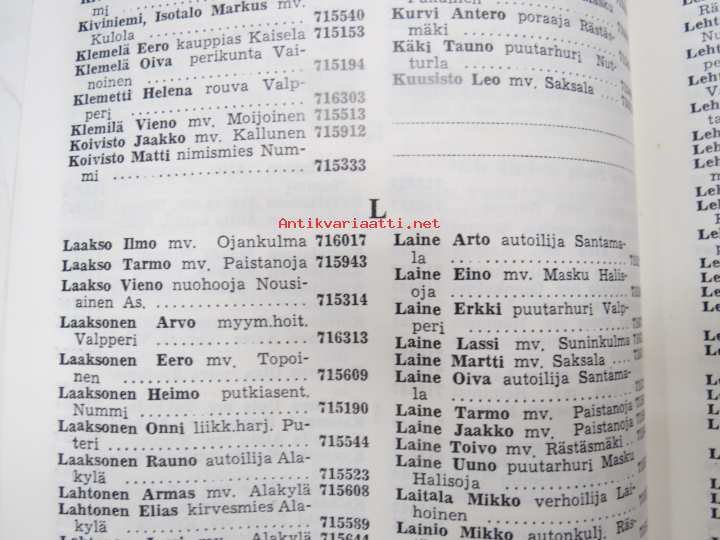 Kiviniemi, Isotalo Markus mv.
Kulola 715540
Klemelä Eero kauppias Kaisela 715153
Klemelä Oiva perikunta Vai-
noinen 715194
Klemetti Helena rouva Valp-
peri 716303
Klemilä Vieno mv. Moijoinen 715513
Koivisto Jaakko mv. Kallunen 715912
Koivisto Matti nimismies Num-
mi 715333
Kurvi Antero poraaja Rästäs-
mäki
Käki Tauno puutarhuri Nut-
turla
Kuusisto Leo mv. Saksala
L
Antikvariaatti.net
Laakso Ilmo mv. Ojankulma 716017
Laakso Tarmo mv. Paistanoja 715943
Laakso Vieno nuohooja Nousi-
ainen As. 715314
Laaksonen Arvo myym.hoit.
Valpperi 716313
Laaksonen Eero mv. Topoi-
nen 715609
Laaksonen Heimo putkiasent.
Nummi 715190
Laaksonen Onni liikk.harj. Pu-
teri 715544
Laaksonen Rauno autoilija Ala-
kylä 715523
Lahtonen Armas mv. Alakylä 715608
Lahtonen Elias kirvesmies Ala-
kylä 715589
Laine Arto autoilija Santama-
la
Laine Eino mv. Masku Halis-
oja
Laine Erkki puutarhuri Valp-
peri
Laine Lassi mv. Suninkulma
Laine Martti mv. Saksala
Laine Oiva autoilija Santama-
la
Laine Tarmo mv. Paistanoja
Laine Jaakko mv. Paistanoja
Laine Toivo mv. Rästäsmäki
Laine Uuno puutarhuri Masku
Halisoja
Laitala Mikko verhoilija Lai-
hoinen
Lainio Mikko autonkulj. Räs-